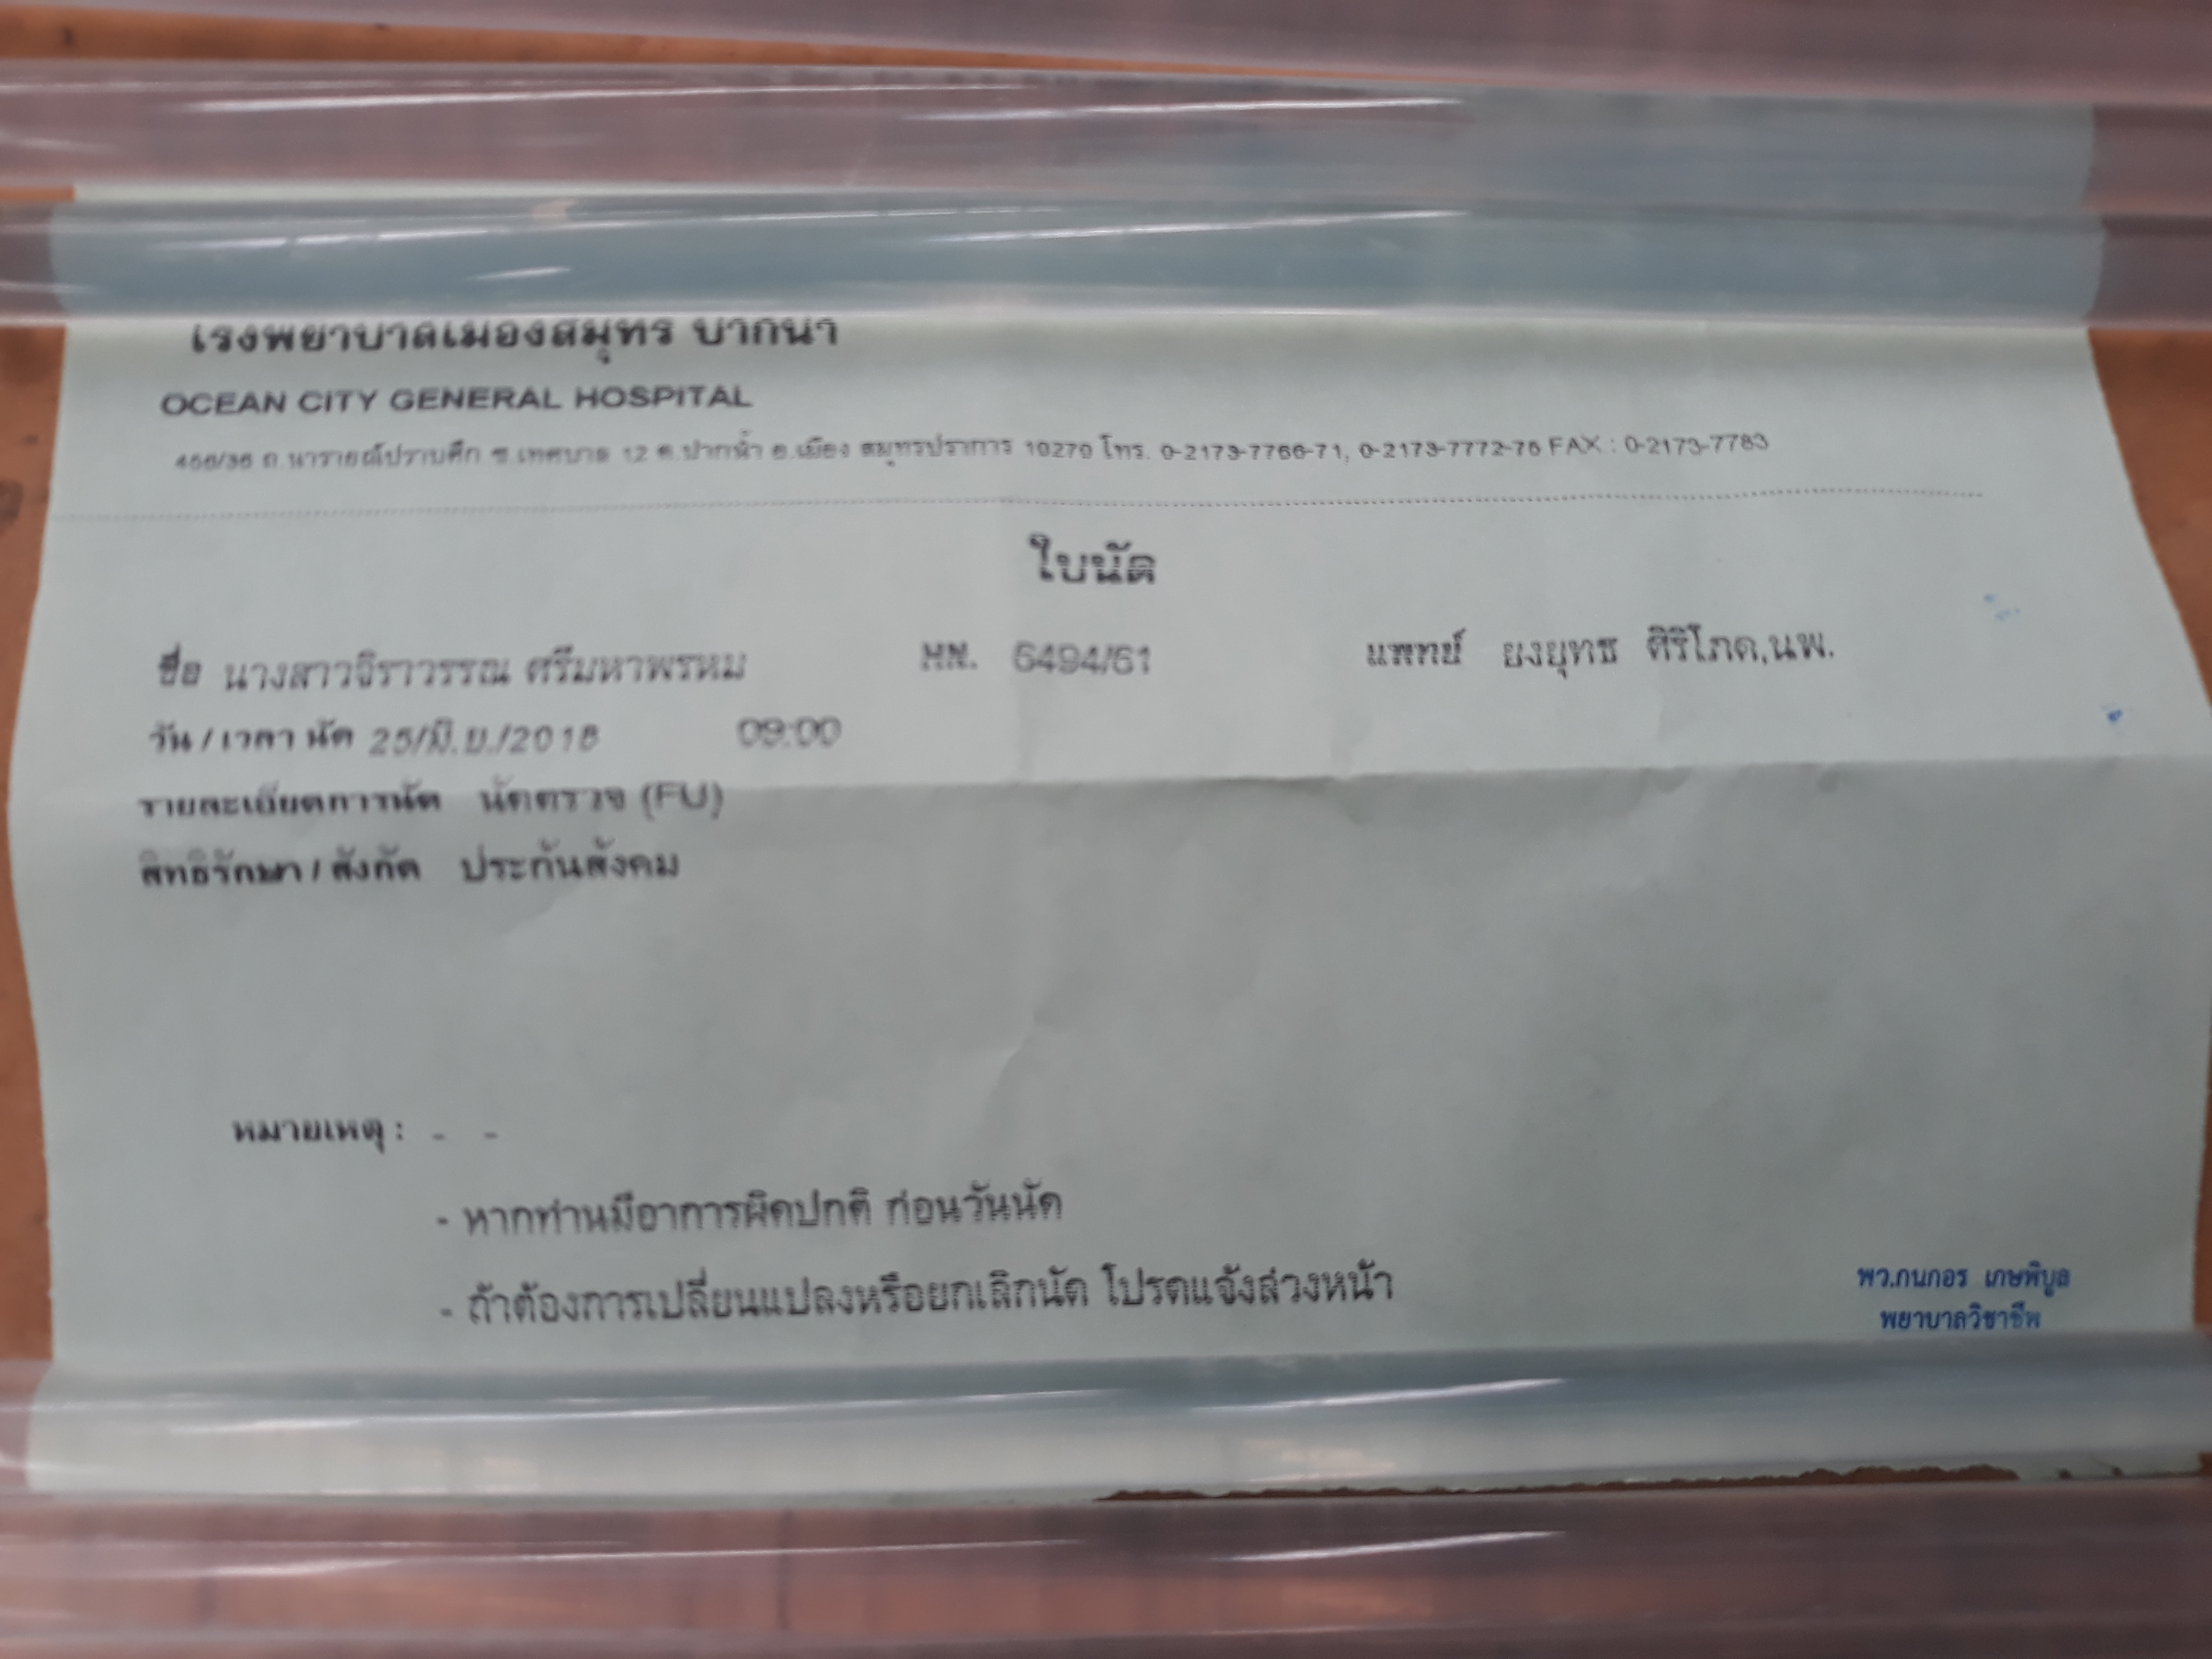 โรงพยาบาลเมืองสมุทร ปากน้ำ
OCEAN CITY GENERAL HOSPITAL
ถ.นารายณ์ปราบศึก ซ.เทศบาล 12 ต.ปากน้ำ อ.เมือง สมุทรปราการ 10270 โทร. 0-2173-7766-71, FAX : 0-2173-7783
ใบนัด
ชื่อ นางสาวจิราวรรณ ศรีมหาพรหม HN. 6494/61 แพทย์ ยงยุทธ ศิริโภค,นพ.
วัน / เวลา นัด 25/มิ.ย./2018 09:00
รายละเอียดการนัด นัดตรวจ (FU)
สิทธิรักษา / สังกัด ประกันสังคม
หมายเหตุ : - -
- หากท่านมีอาการผิดปกติ ก่อนวันนัด
- ถ้าต้องการเปลี่ยนแปลงหรือยกเลิกนัด โปรดแจ้งล่วงหน้า
พว.กนกอร เกษพิบูล
พยาบาลวิชาชีพ